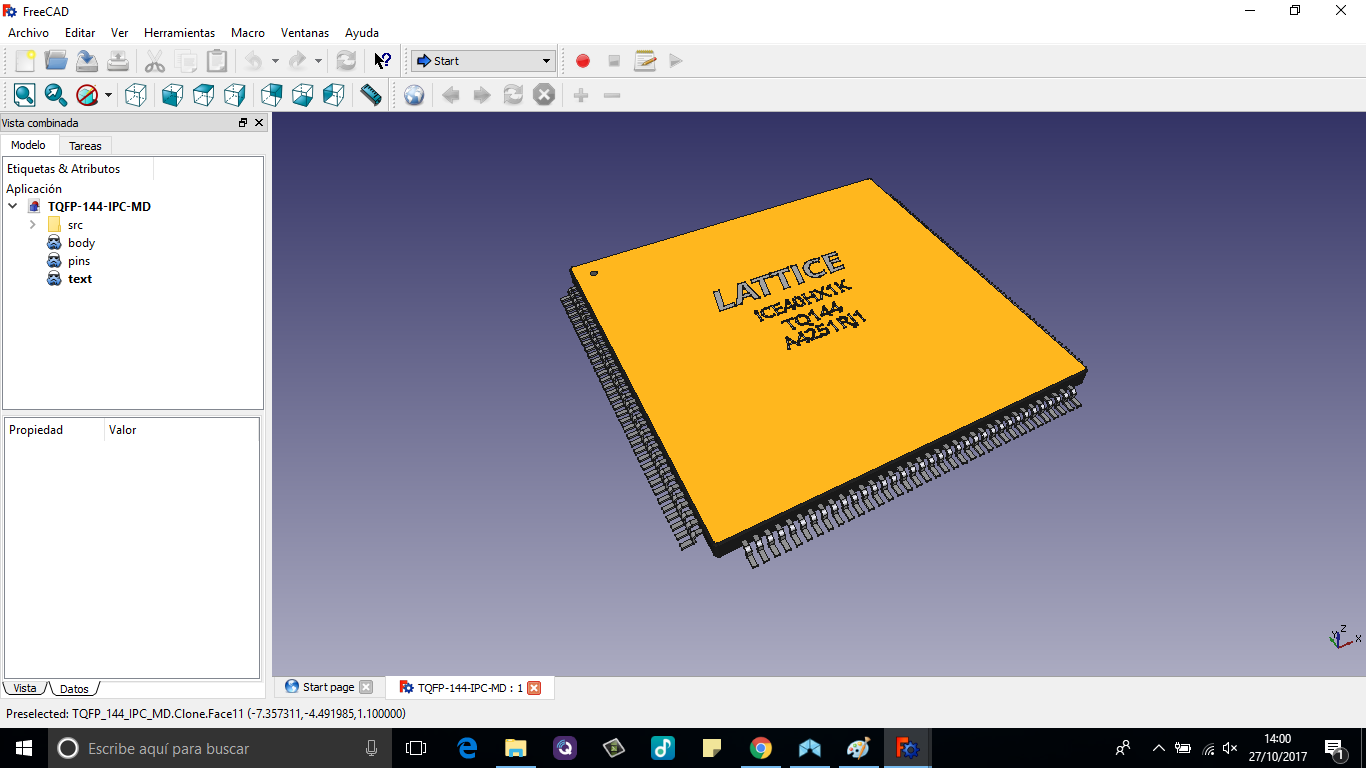 FreeCAD
Archivo Editar Ver Herramientas Macro Ventanas Ayuda
Start
Vista combinada
Modelo Tareas
Etiquetas & Atributos
Aplicación
TQFP-144-IPC-MD
src
body
pins
text
Propiedad Valor
Vista Datos
LATTICE
ICE40HX1K
TQ144
A4251Rj1
Z
Y
X
Start page
TQFP-144-IPC-MD : 1
Preselected: TQFP_144_IPC_MD.Clone.Face11 (-7.357311,-4.491985,1.100000)
Escribe aquí para buscar
14:00
27/10/2017
1